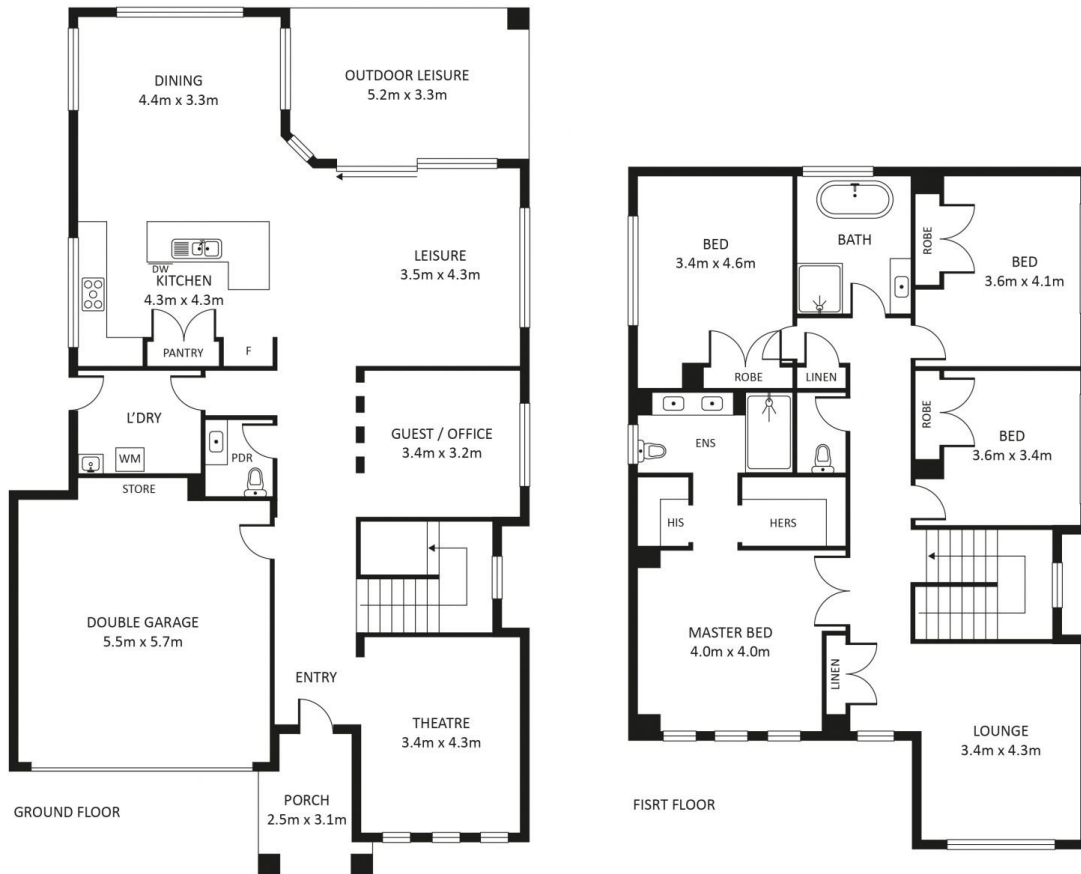 DINING
4.4m x 3.3m
OUTDOOR LEISURE
5.2m x 3.3m
LEISURE
3.5m x 4.3m
DW
KITCHEN
4.3m x 4.3m
PANTRY
F
L'DRY
WM
PDR
GUEST / OFFICE
3.4m x 3.2m
STORE
DOUBLE GARAGE
5.5m x 5.7m
ENTRY
THEATRE
3.4m x 4.3m
PORCH
2.5m x 3.1m
GROUND FLOOR
BED
3.4m x 4.6m
BATH
ROBE
BED
3.6m x 4.1m
ROBE
LINEN
ROBE
BED
3.6m x 3.4m
ENS
HIS
HERS
MASTER BED
4.0m x 4.0m
LINEN
LOUNGE
3.4m x 4.3m
FISRT FLOOR